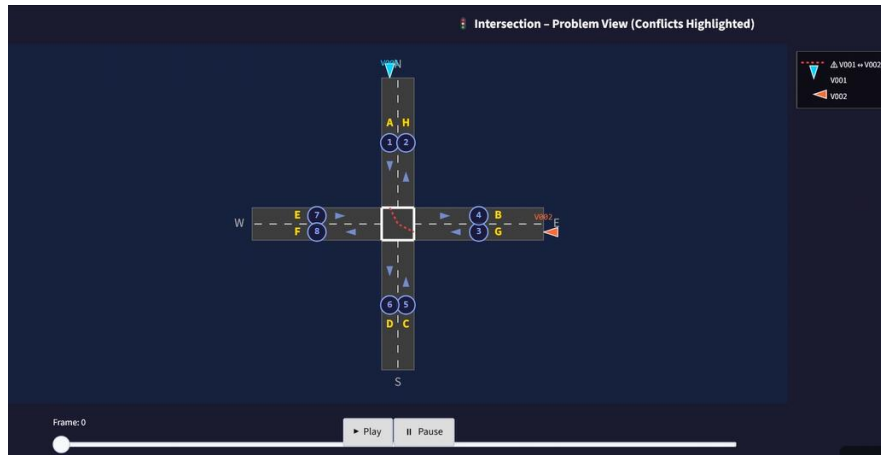 Intersection – Problem View (Conflicts Highlighted)
⚠ V001 ↔ V002
V001
V002
N
A H
1 2
E 7 4 B
W V002 E
F 8 3 G
6 5
D C
S
Frame: 0
Play Pause